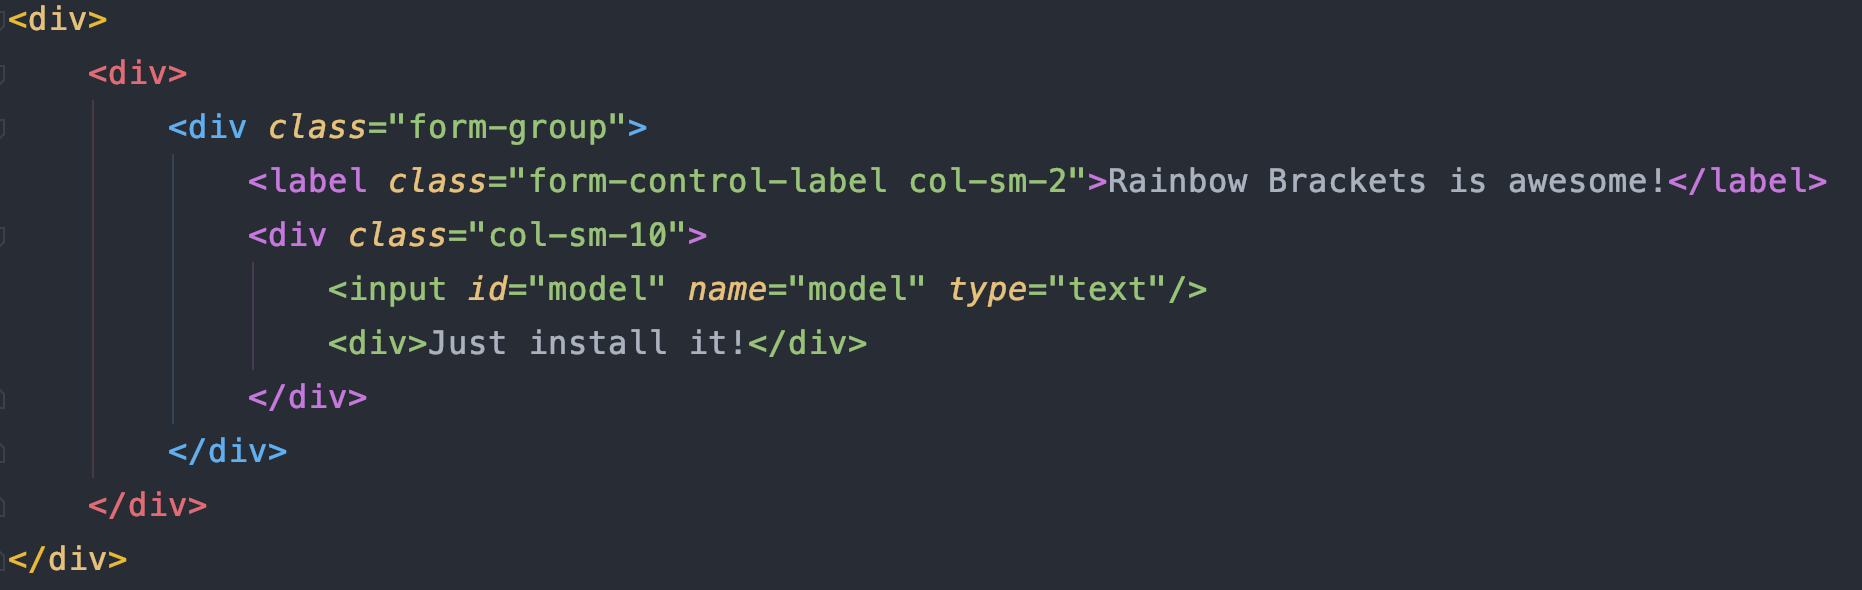 <div>
    <div>
        <div class="form-group">
            <label class="form-control-label col-sm-2">Rainbow Brackets is awesome!</label>
            <div class="col-sm-10">
                <input id="model" name="model" type="text"/>
                <div>Just install it!</div>
            </div>
        </div>
    </div>
</div>